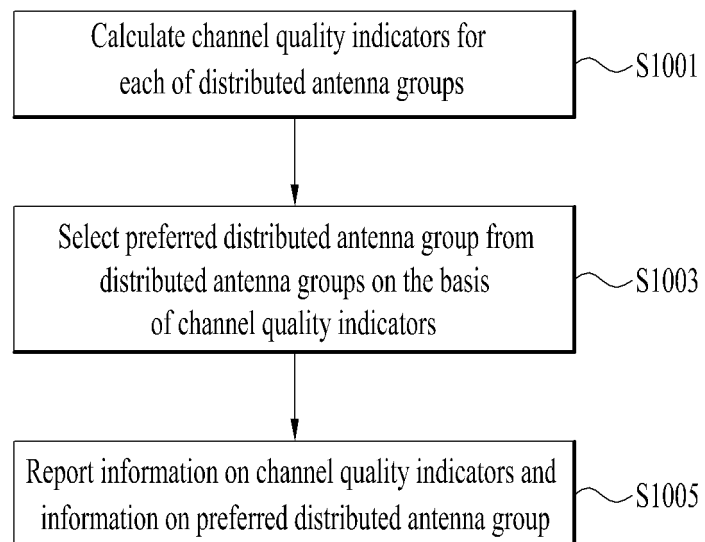 Calculate channel quality indicators for
each of distributed antenna groups
S1001
Select preferred distributed antenna group from
distributed antenna groups on the basis
of channel quality indicators
S1003
Report information on channel quality indicators and
information on preferred distributed antenna group
S1005